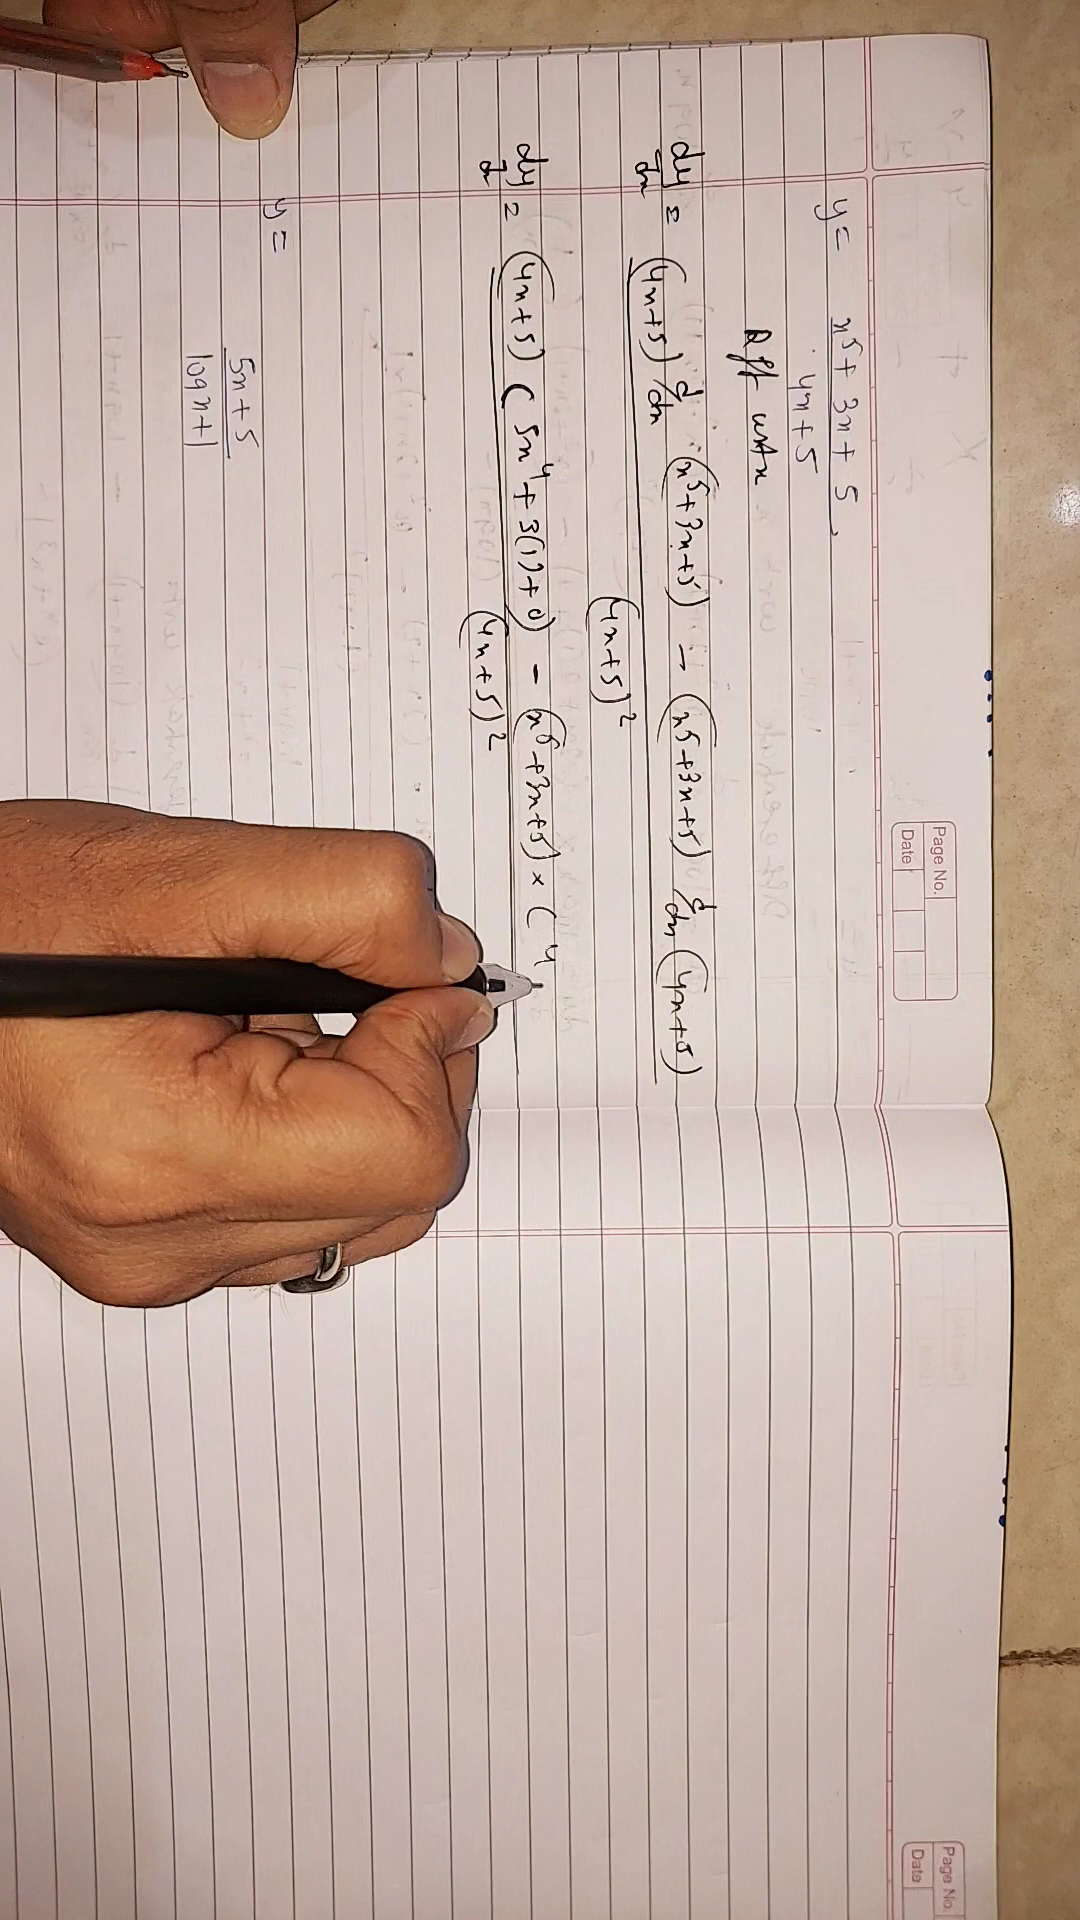 Page No.
Date
y = x⁵ + 3x + 5
4x + 5
Diff wrt x
dy/dx = (4x+5) d/dx (x⁵+3x+5) - (x⁵+3x+5) d/dx (4x+5)
(4x+5)²
dy/dx = (4x+5) (5x⁴ + 3(1)+0) - (x⁵+3x+5) × (4
(4x+5)²
y = 5x + 5
log x + 1
Page No.
Date